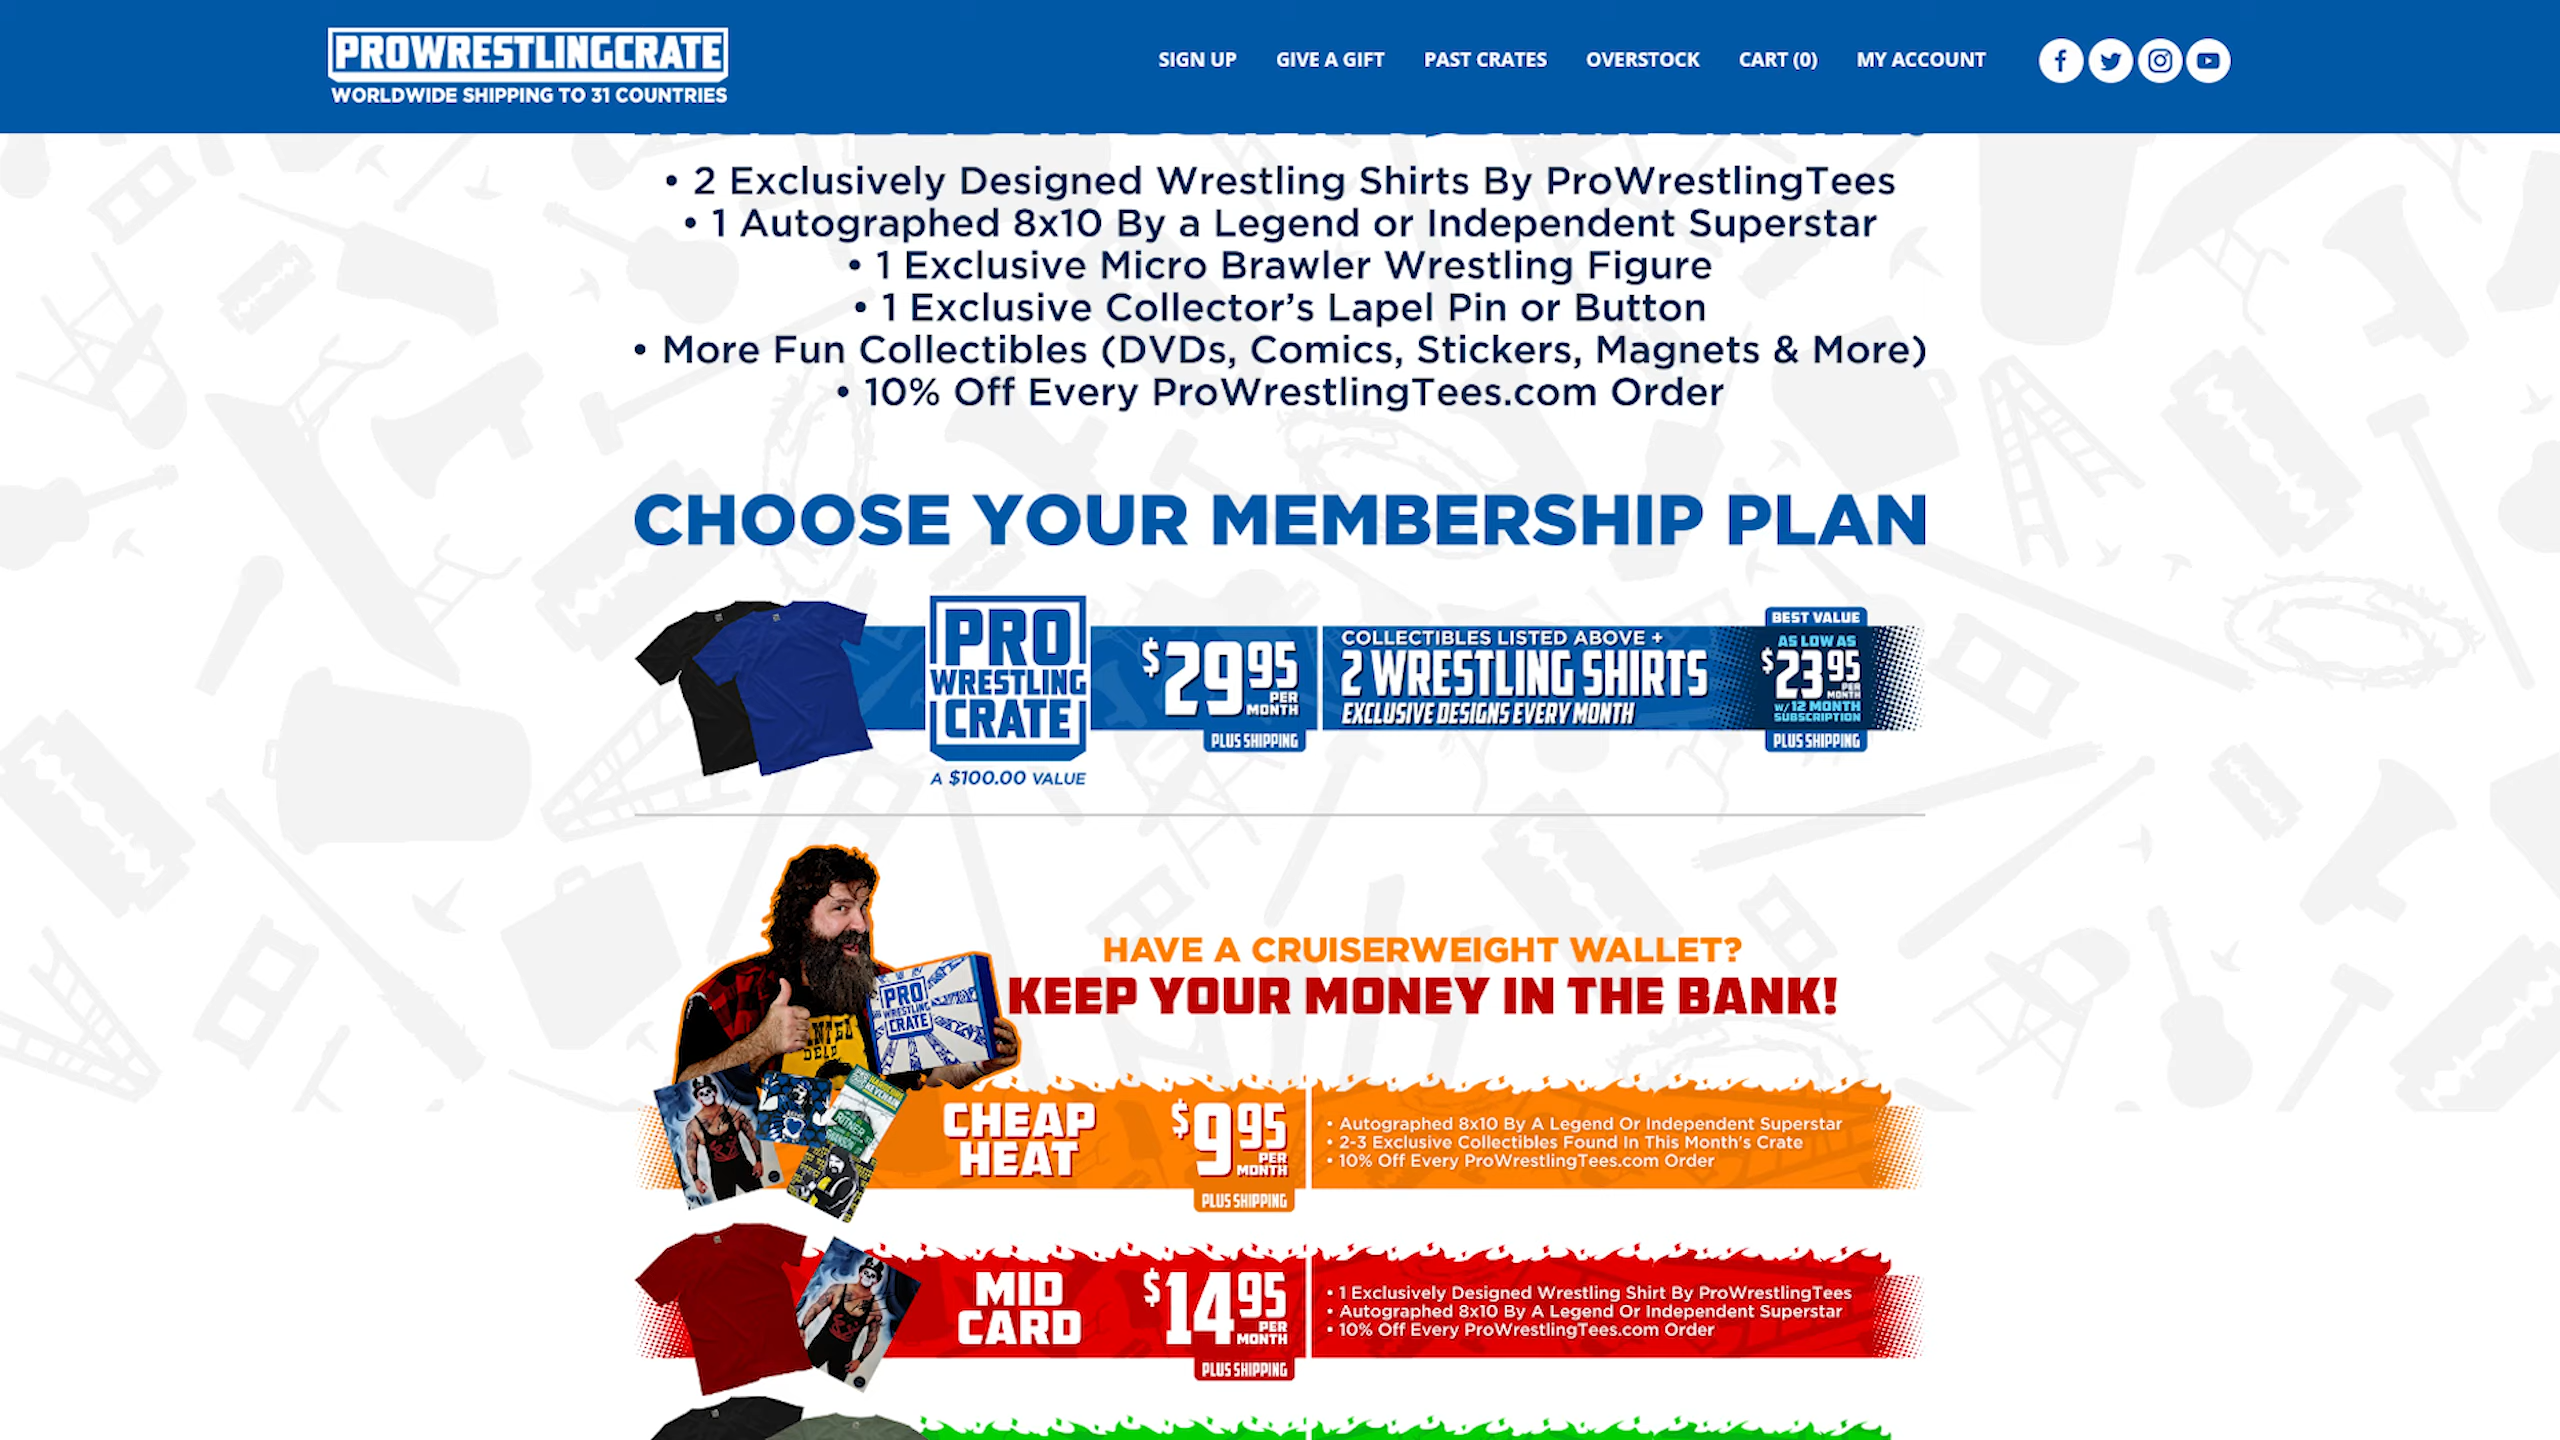 PROWRESTLINGCRATE
WORLDWIDE SHIPPING TO 31 COUNTRIES
SIGN UP
GIVE A GIFT
PAST CRATES
OVERSTOCK
CART (0)
MY ACCOUNT
• 2 Exclusively Designed Wrestling Shirts By ProWrestlingTees
• 1 Autographed 8x10 By a Legend or Independent Superstar
• 1 Exclusive Micro Brawler Wrestling Figure
• 1 Exclusive Collector’s Lapel Pin or Button
• More Fun Collectibles (DVDs, Comics, Stickers, Magnets & More)
• 10% Off Every ProWrestlingTees.com Order
CHOOSE YOUR MEMBERSHIP PLAN
PRO
WRESTLING
CRATE
A $100.00 VALUE
$29 95
PER
MONTH
PLUS SHIPPING
COLLECTIBLES LISTED ABOVE +
2 WRESTLING SHIRTS
EXCLUSIVE DESIGNS EVERY MONTH
BEST VALUE
AS LOW AS
$23 95
PER
MONTH
W/ 12 MONTH
SUBSCRIPTION
PLUS SHIPPING
HAVE A CRUISERWEIGHT WALLET?
KEEP YOUR MONEY IN THE BANK!
PRO
WRESTLING
CRATE
CHEAP
HEAT
$9 95
PER
MONTH
PLUS SHIPPING
• Autographed 8x10 By A Legend Or Independent Superstar
• 2-3 Exclusive Collectibles Found In This Month's Crate
• 10% Off Every ProWrestlingTees.com Order
MID
CARD
$14 95
PER
MONTH
PLUS SHIPPING
• 1 Exclusively Designed Wrestling Shirt By ProWrestlingTees
• Autographed 8x10 By A Legend Or Independent Superstar
• 10% Off Every ProWrestlingTees.com Order